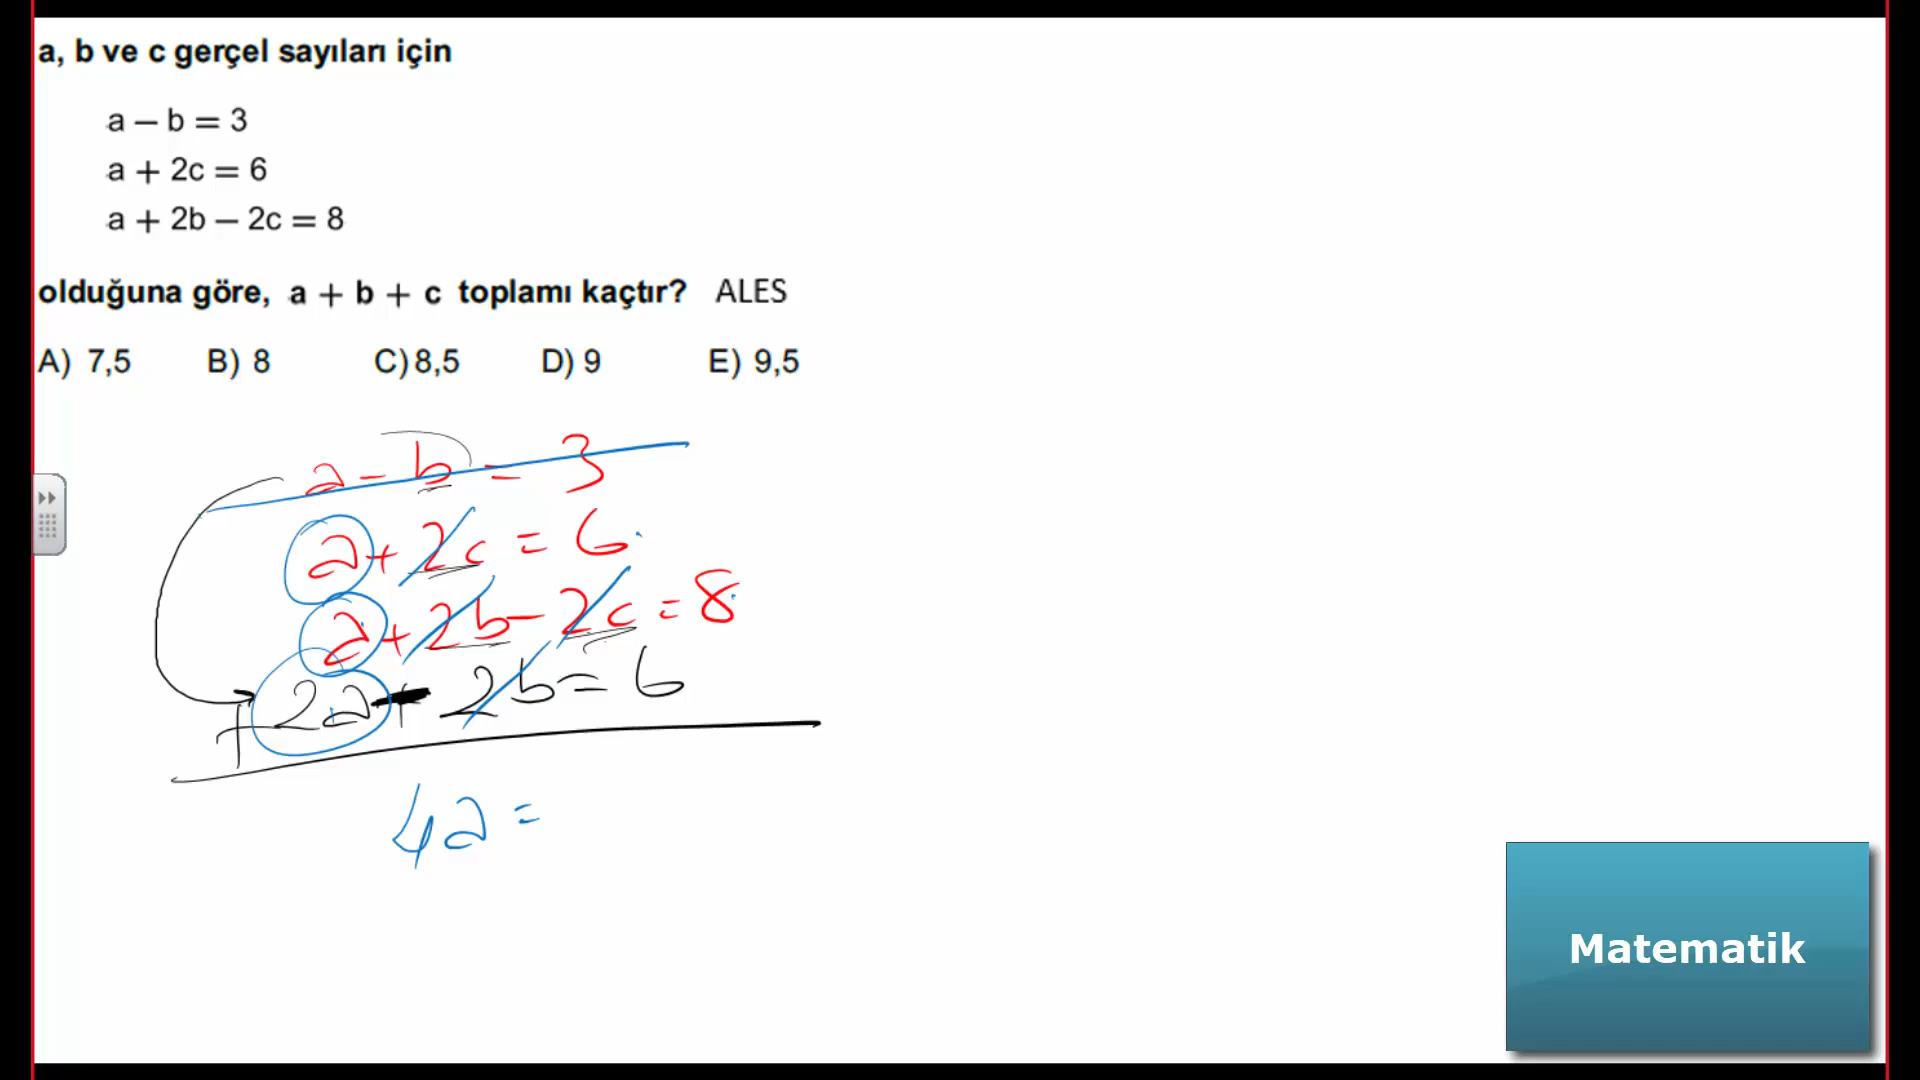 a, b ve c gerçel sayıları için
a − b = 3
a + 2c = 6
a + 2b − 2c = 8
olduğuna göre, a + b + c toplamı kaçtır? ALES
A) 7,5 B) 8 C) 8,5 D) 9 E) 9,5
a - b = 3
a + 2c = 6
a + 2b - 2c = 8
+ 2a - 2b = 6
4a =
Matematik